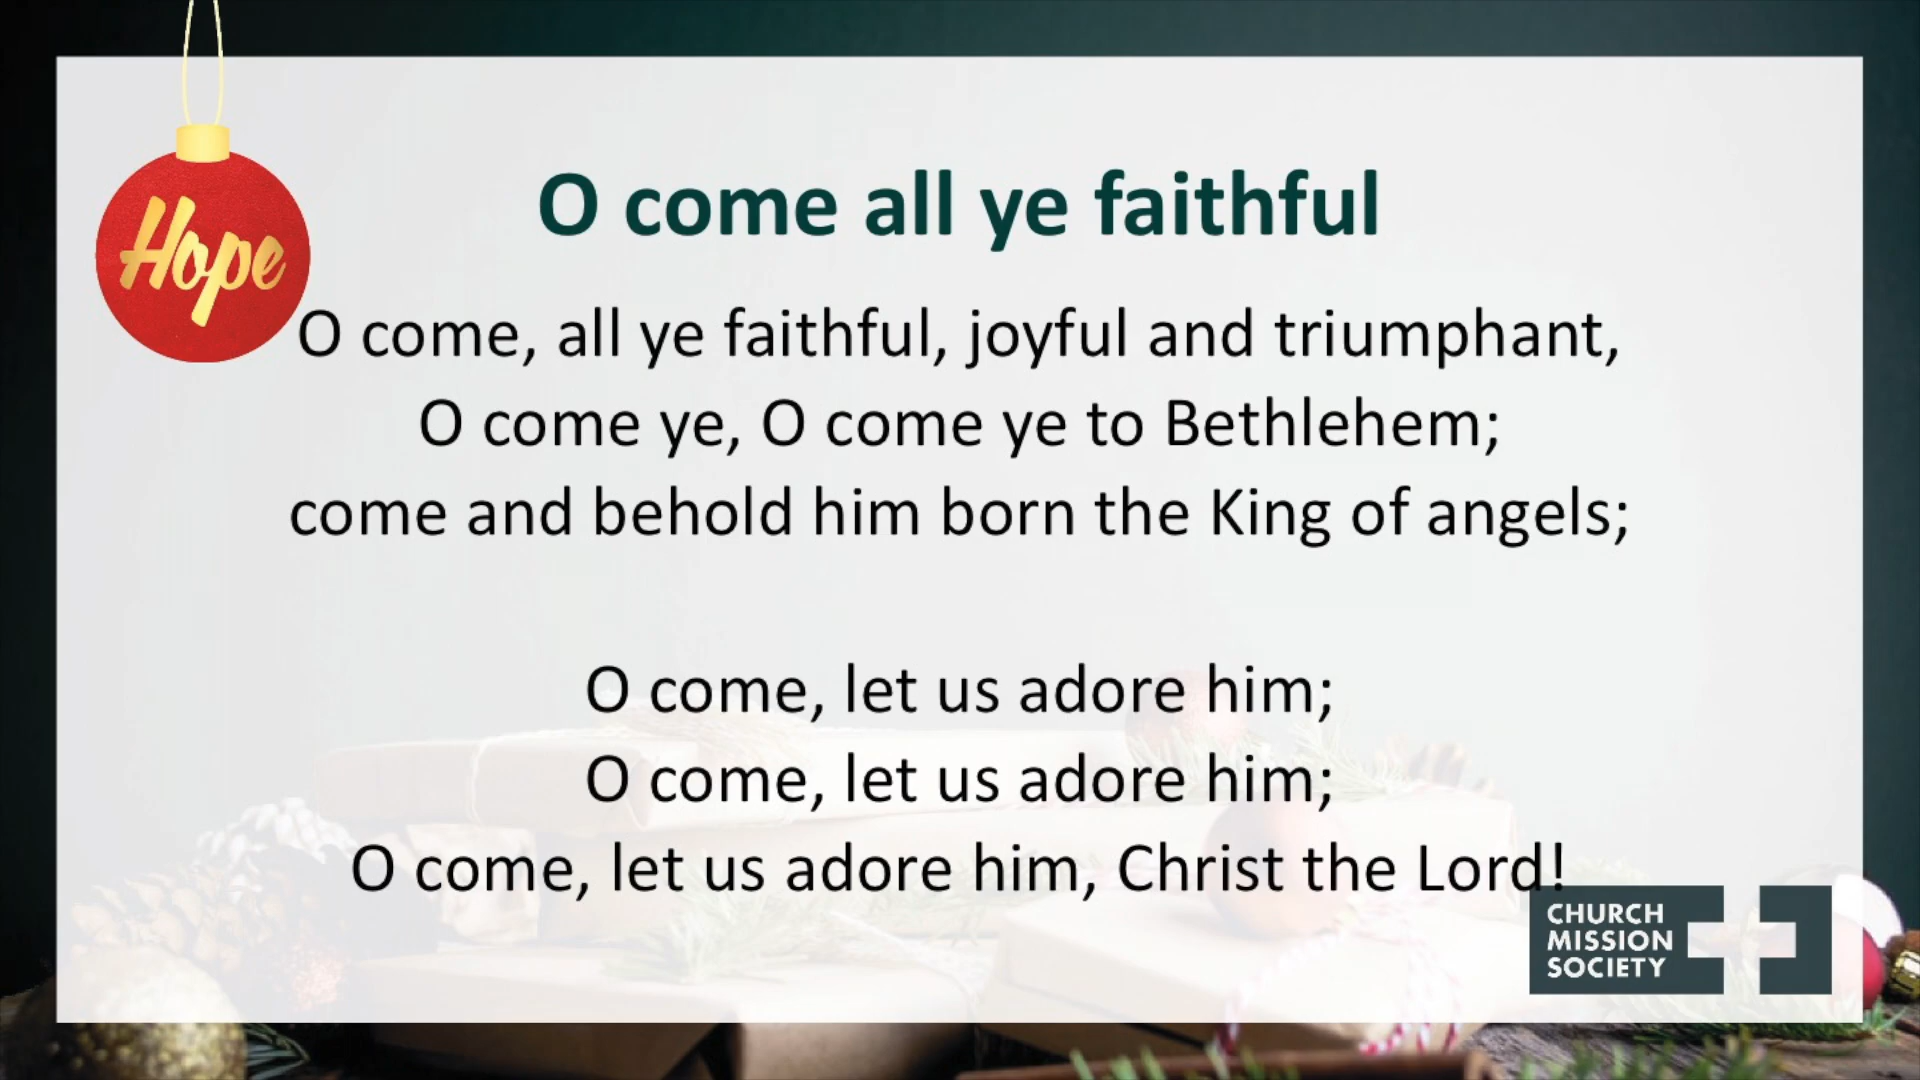 Hope
O come all ye faithful
O come, all ye faithful, joyful and triumphant,
O come ye, O come ye to Bethlehem;
come and behold him born the King of angels;
O come, let us adore him;
O come, let us adore him;
O come, let us adore him, Christ the Lord!
CHURCH
MISSION
SOCIETY